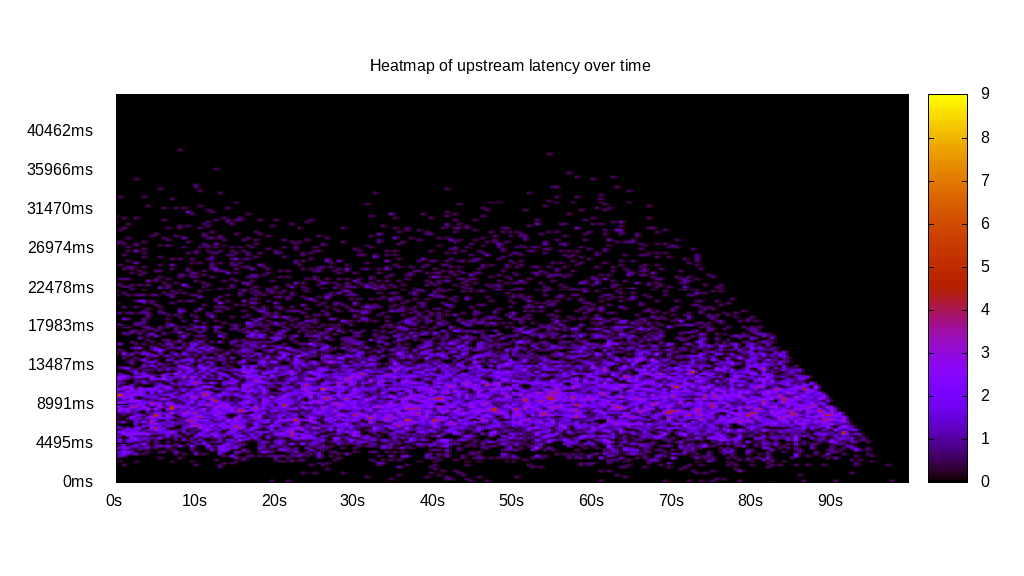 Heatmap of upstream latency over time
40462ms
35966ms
31470ms
26974ms
22478ms
17983ms
13487ms
8991ms
4495ms
0ms
0s 10s 20s 30s 40s 50s 60s 70s 80s 90s
9
8
7
6
5
4
3
2
1
0